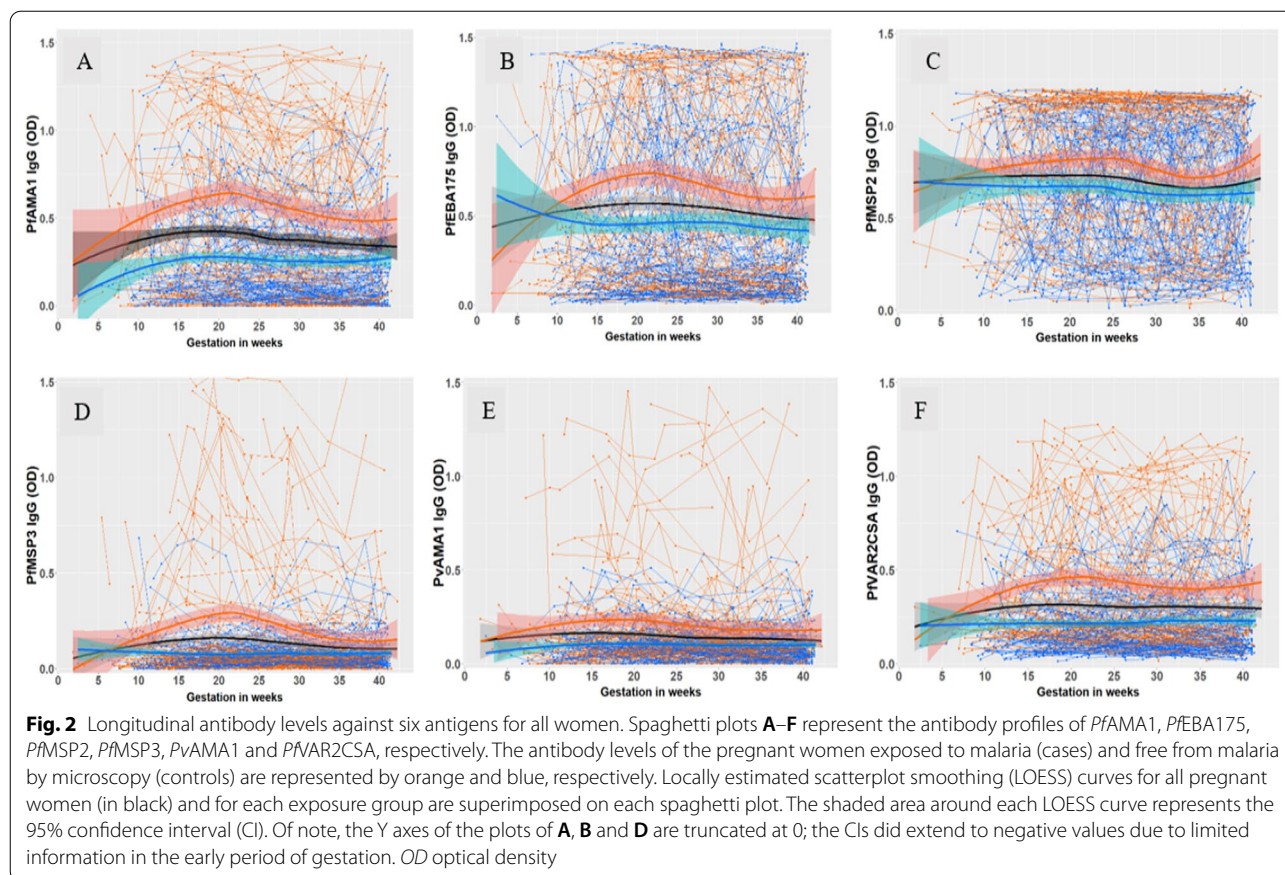 A
B
C
PfAMA1 IgG (OD)
1.5
1.0
0.5
0.0
0 5 10 15 20 25 30 35 40
Gestation in weeks
PfEBA175 IgG (OD)
1.5
1.0
0.5
0.0
0 5 10 15 20 25 30 35 40
Gestation in weeks
PfMSP2 IgG (OD)
1.5
1.0
0.5
0.0
0 5 10 15 20 25 30 35 40
Gestation in weeks
D
E
F
PfMSP3 IgG (OD)
1.5
1.0
0.5
0.0
0 5 10 15 20 25 30 35 40
Gestation in weeks
PvAMA1 IgG (OD)
1.5
1.0
0.5
0.0
0 5 10 15 20 25 30 35 40
Gestation in weeks
PfVAR2CSA IgG (OD)
1.5
1.0
0.5
0.0
0 5 10 15 20 25 30 35 40
Gestation in weeks
Fig. 2 Longitudinal antibody levels against six antigens for all women. Spaghetti plots A–F represent the antibody profiles of PfAMA1, PfEBA175,
PfMSP2, PfMSP3, PvAMA1 and PfVAR2CSA, respectively. The antibody levels of the pregnant women exposed to malaria (cases) and free from malaria
by microscopy (controls) are represented by orange and blue, respectively. Locally estimated scatterplot smoothing (LOESS) curves for all pregnant
women (in black) and for each exposure group are superimposed on each spaghetti plot. The shaded area around each LOESS curve represents the
95% confidence interval (CI). Of note, the Y axes of the plots of A, B and D are truncated at 0; the CIs did extend to negative values due to limited
information in the early period of gestation. OD optical density